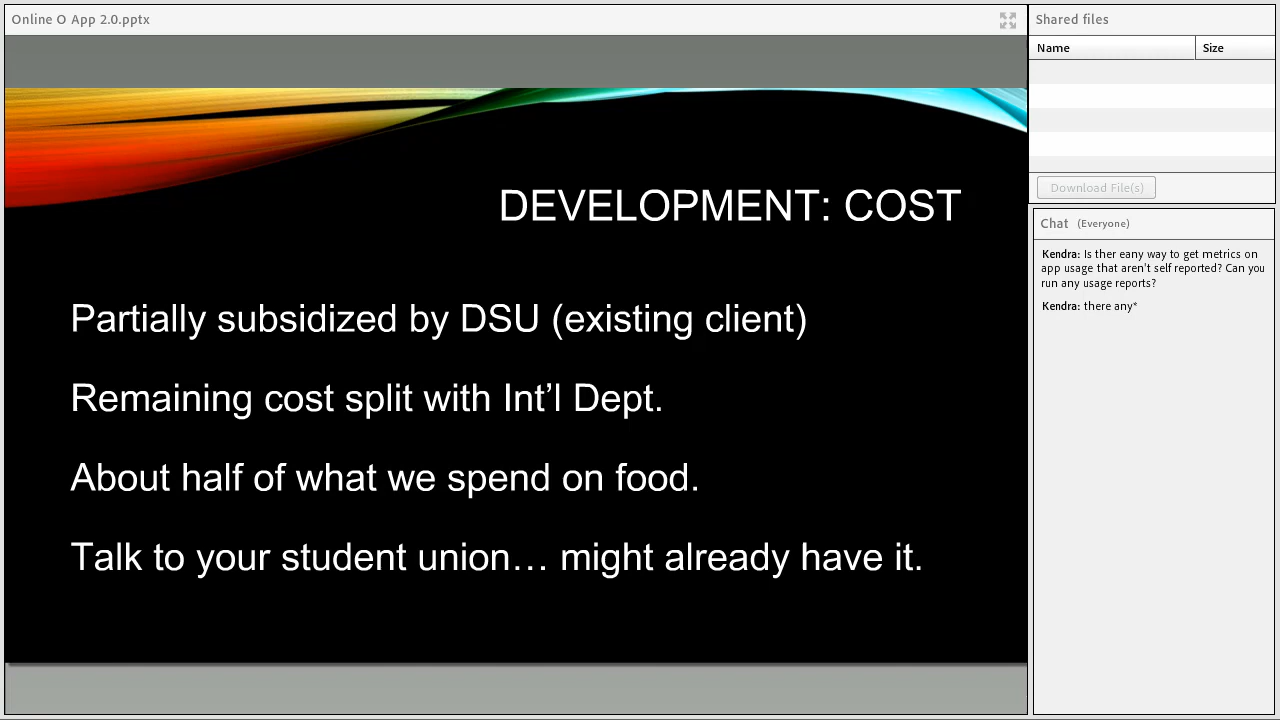 Online O App 2.0.pptx
DEVELOPMENT: COST
Partially subsidized by DSU (existing client)
Remaining cost split with Int'l Dept.
About half of what we spend on food.
Talk to your student union… might already have it.
Shared files
Name Size
Download File(s)
Chat (Everyone)
Kendra: Is ther eany way to get metrics on
app usage that aren't self reported? Can you
run any usage reports?
Kendra: there any*